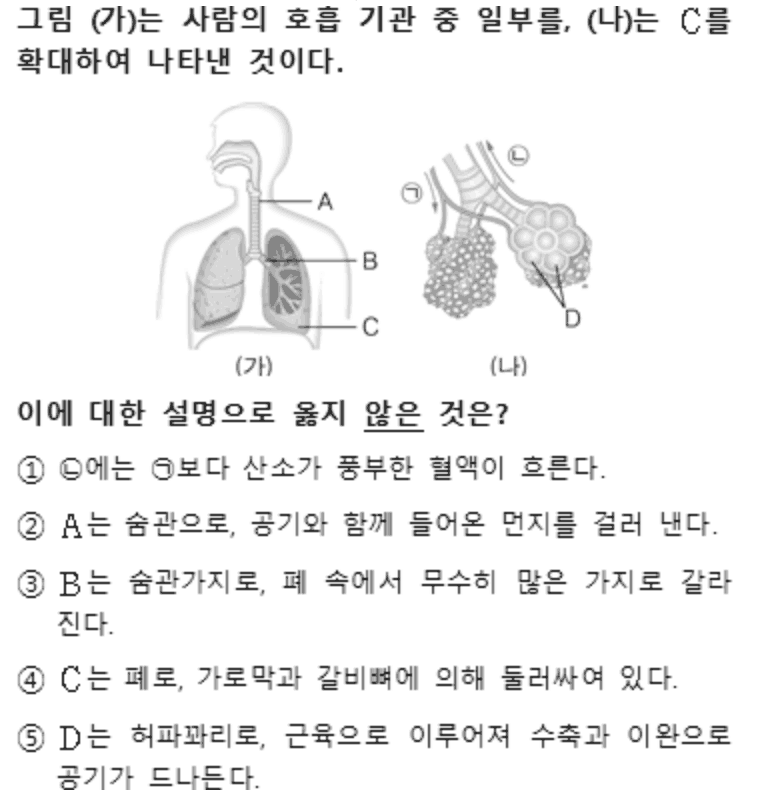 그림 (가)는 사람의 호흡 기관 중 일부를, (나)는 C를
확대하여 나타낸 것이다.
A
B
C
(가)
㉠
㉡
D
(나)
이에 대한 설명으로 옳지 않은 것은?
① ㉡에는 ㉠보다 산소가 풍부한 혈액이 흐른다.
② A는 숨관으로, 공기와 함께 들어온 먼지를 걸러 낸다.
③ B는 숨관가지로, 폐 속에서 무수히 많은 가지로 갈라
진다.
④ C는 폐로, 가로막과 갈비뼈에 의해 둘러싸여 있다.
⑤ D는 허파꽈리로, 근육으로 이루어져 수축과 이완으로
공기가 드나든다.